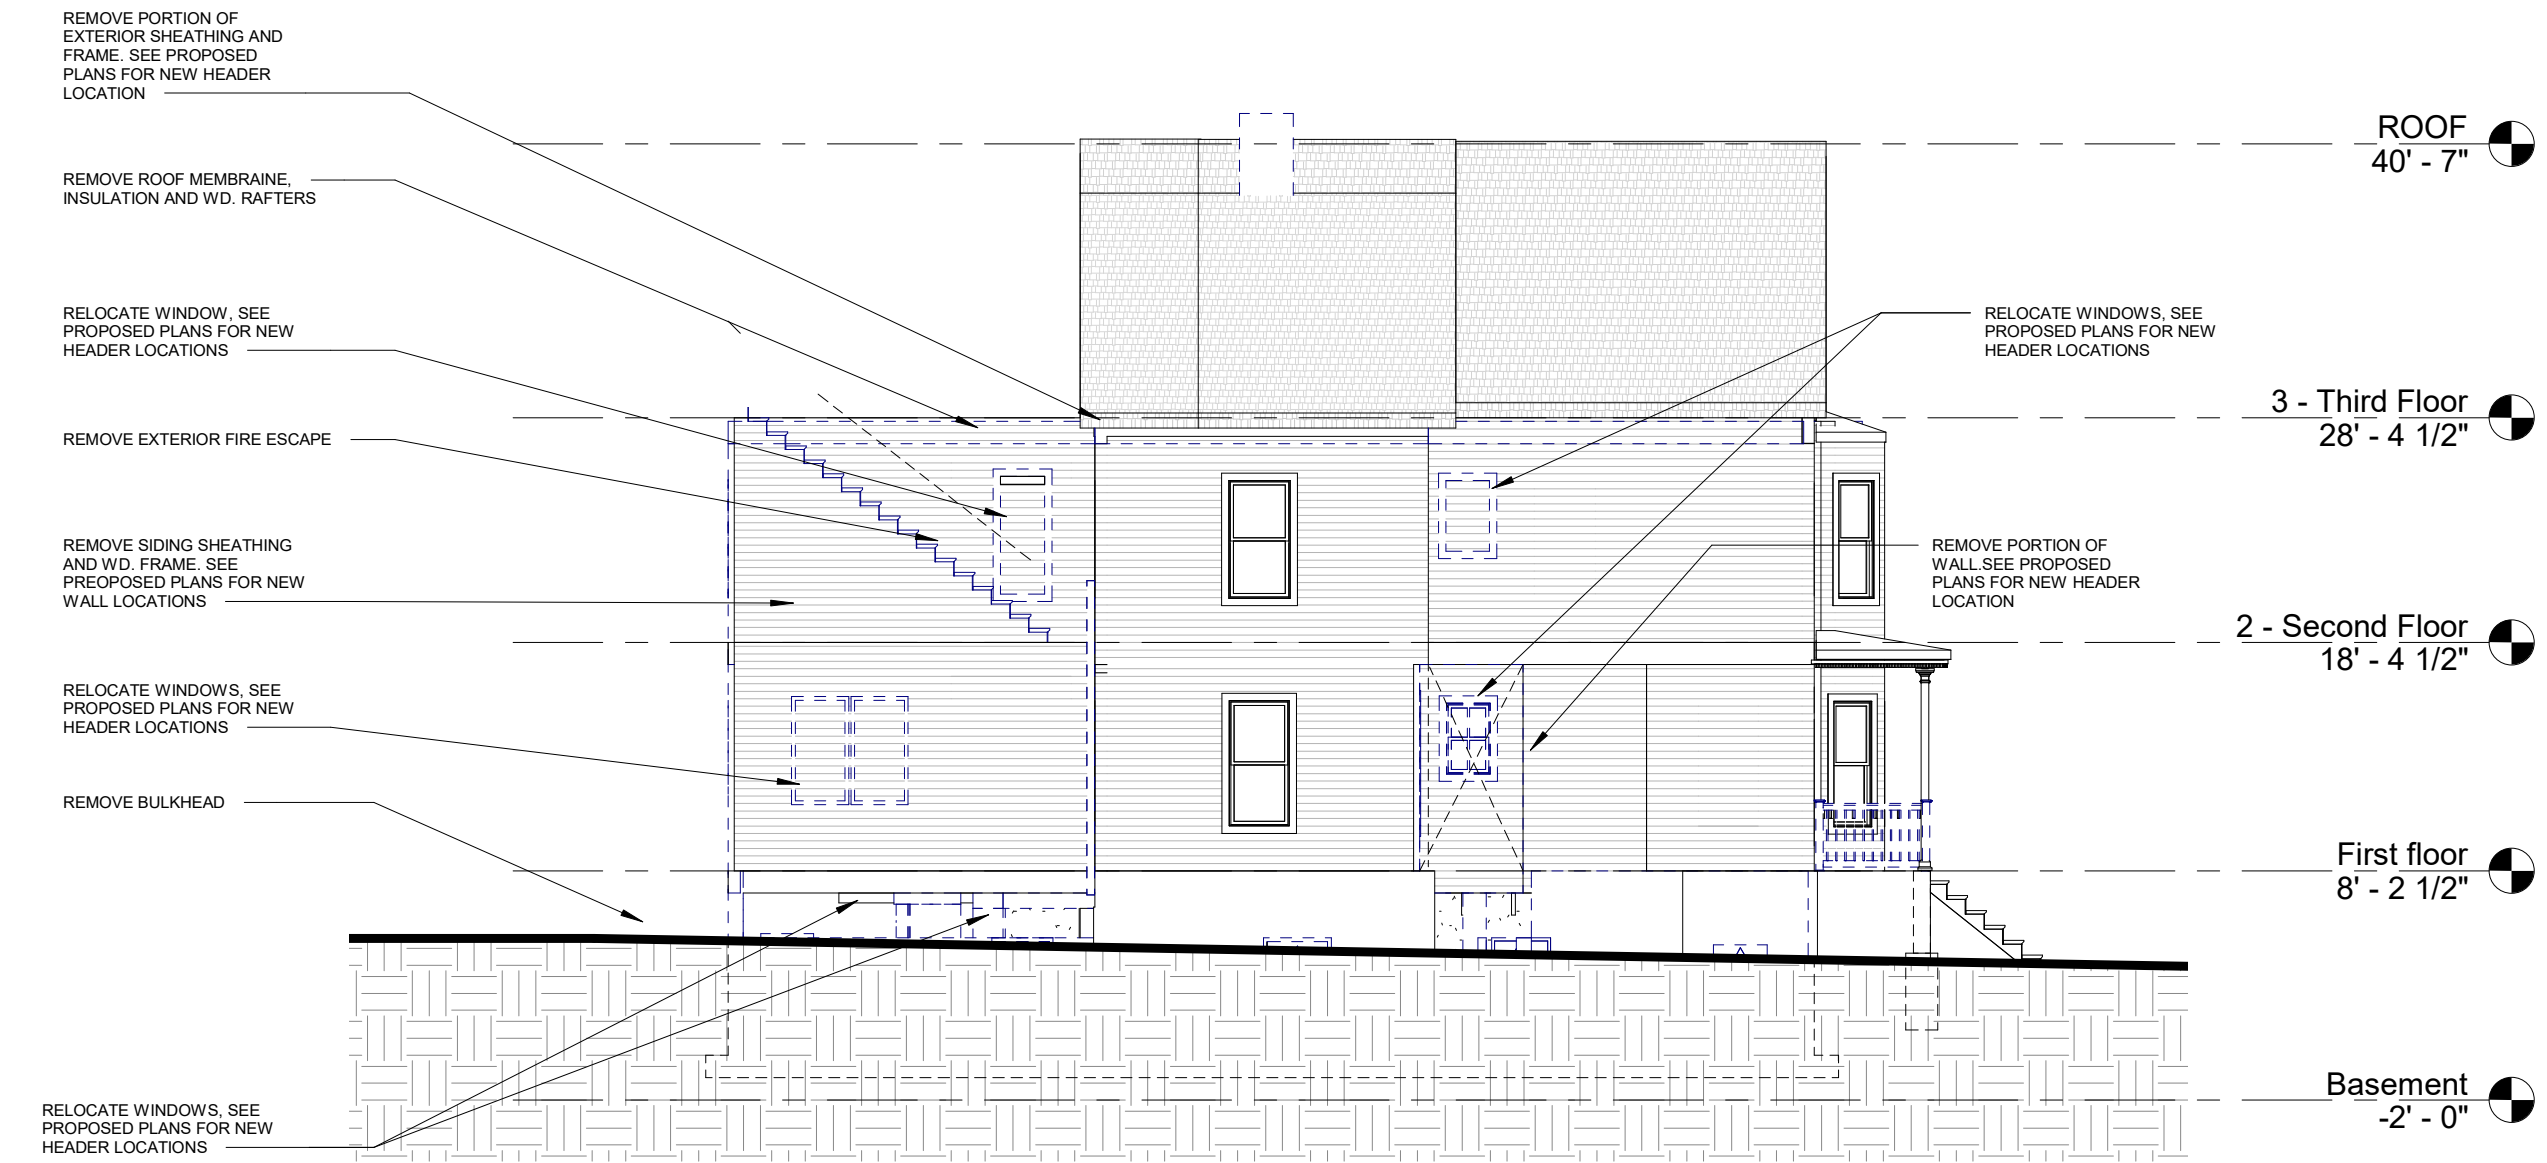 REMOVE PORTION OF
EXTERIOR SHEATHING AND
FRAME. SEE PROPOSED
PLANS FOR NEW HEADER
LOCATION
REMOVE ROOF MEMBRAINE,
INSULATION AND WD. RAFTERS
RELOCATE WINDOW, SEE
PROPOSED PLANS FOR NEW
HEADER LOCATIONS
REMOVE EXTERIOR FIRE ESCAPE
REMOVE SIDING SHEATHING
AND WD. FRAME. SEE
PREOPOSED PLANS FOR NEW
WALL LOCATIONS
RELOCATE WINDOWS, SEE
PROPOSED PLANS FOR NEW
HEADER LOCATIONS
REMOVE BULKHEAD
RELOCATE WINDOWS, SEE
PROPOSED PLANS FOR NEW
HEADER LOCATIONS
RELOCATE WINDOWS, SEE
PROPOSED PLANS FOR NEW
HEADER LOCATIONS
REMOVE PORTION OF
WALL.SEE PROPOSED
PLANS FOR NEW HEADER
LOCATION
ROOF
40' - 7"
3 - Third Floor
28' - 4 1/2"
2 - Second Floor
18' - 4 1/2"
First floor
8' - 2 1/2"
Basement
-2' - 0"